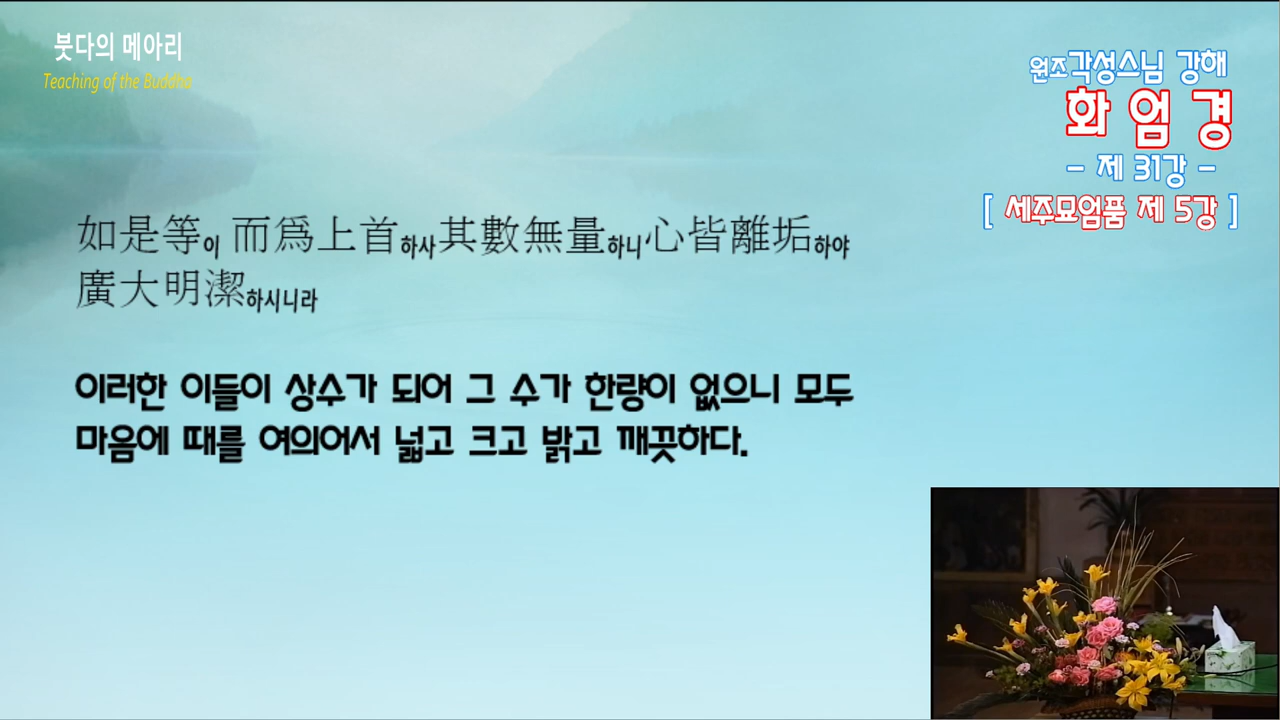 붓다의 메아리
Teaching of the Buddha
원조각성스님 강해
화엄경
- 제 31강 -
[ 세주묘엄품 제 5강 ]
如是等이 而爲上首하사其數無量하니心皆離垢하야
廣大明潔하시니라
이러한 이들이 상수가 되어 그 수가 한량이 없으니 모두
마음에 때를 여의어서 넓고 크고 밝고 깨끗하다.